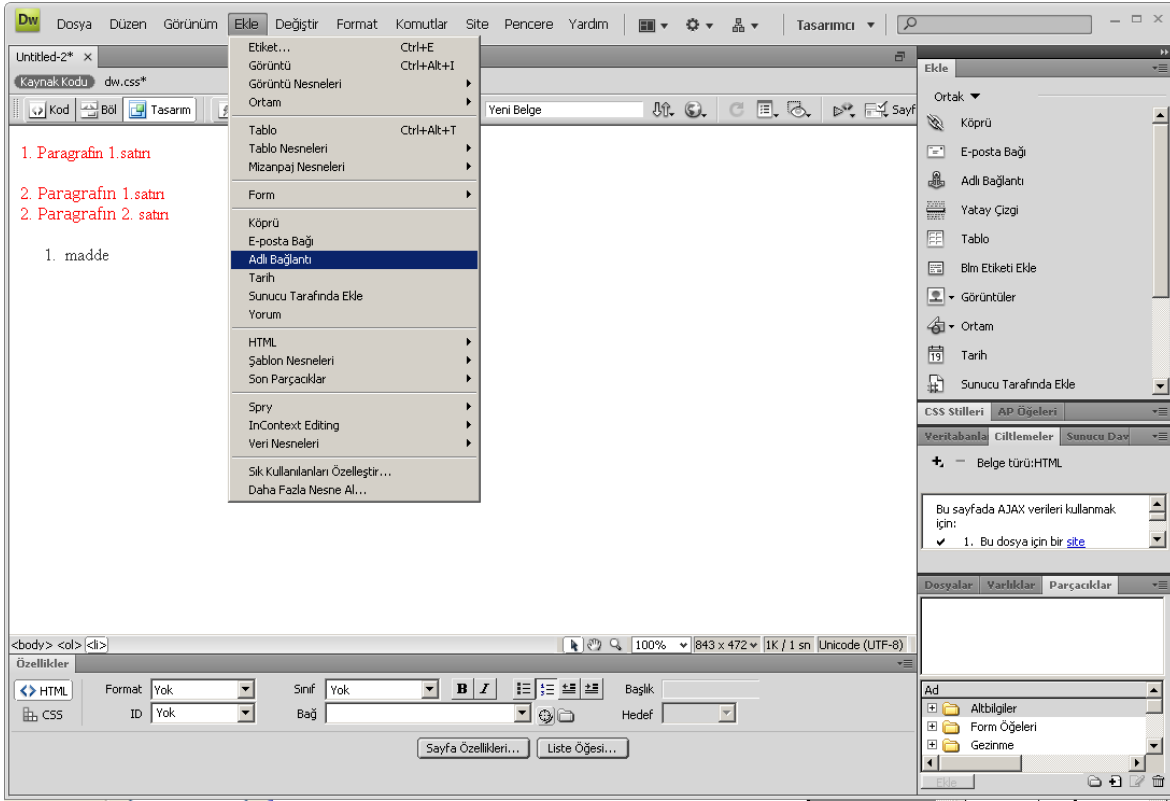 Dw Dosya Düzen Görünüm Ekle Değiştir Format Komutlar Site Pencere Yardım Tasarımcı
Untitled-2*
Kaynak Kodu dw.css*
Kod Böl Tasarım Yeni Belge Sayf
1. Paragrafin 1.satırı
2. Paragrafın 1.satırı
2. Paragrafın 2. satırı
1. madde
Etiket... Ctrl+E
Görüntü Ctrl+Alt+I
Görüntü Nesneleri
Ortam
Tablo Ctrl+Alt+T
Tablo Nesneleri
Mizanpaj Nesneleri
Form
Köprü
E-posta Bağı
Adlı Bağlantı
Tarih
Sunucu Tarafında Ekle
Yorum
HTML
Şablon Nesneleri
Son Parçacıklar
Spry
InContext Editing
Veri Nesneleri
Sık Kullanılanları Özelleştir...
Daha Fazla Nesne Al...
Ekle
Ortak
Köprü
E-posta Bağı
Adlı Bağlantı
Yatay Çizgi
Tablo
Blm Etiketi Ekle
Görüntüler
Ortam
19 Tarih
Sunucu Tarafında Ekle
CSS Stilleri AP Öğeleri
Veritabanla Ciltlemeler Sunucu Dav
Belge türü:HTML
Bu sayfada AJAX verileri kullanmak
için:
1. Bu dosya için bir site
Dosyalar Varlıklar Parçacıklar
Ad
Altbilgiler
Form Öğeleri
Gezinme
Ekle
<body> <ol> <li> 100% 843 x 472 1K / 1 sn Unicode (UTF-8)
Özellikler
<> HTML Format Yok Sınıf Yok B I Başlık
CSS ID Yok Bağ Hedef
Sayfa Özellikleri... Liste Öğesi...